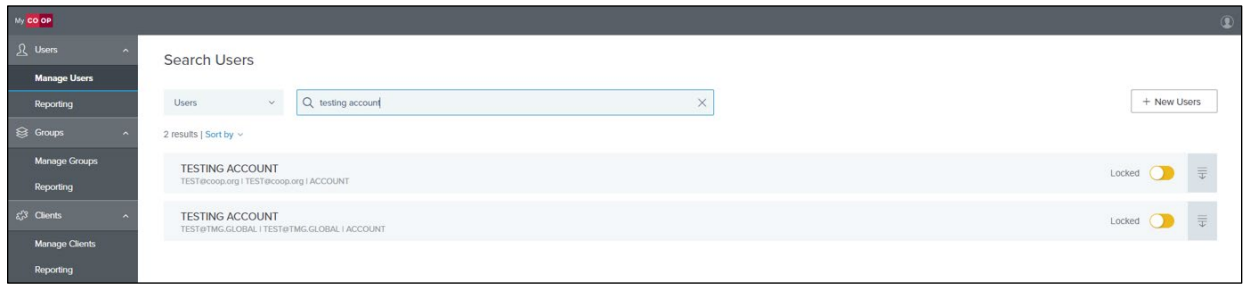 My CO OP
Users
Manage Users
Reporting
Groups
Manage Groups
Reporting
Clients
Manage Clients
Reporting
Search Users
Users
testing account
+ New Users
2 results | Sort by
TESTING ACCOUNT
TEST@coop.org | TEST@coop.org | ACCOUNT
Locked
TESTING ACCOUNT
TEST@TMG.GLOBAL | TEST@TMG.GLOBAL | ACCOUNT
Locked